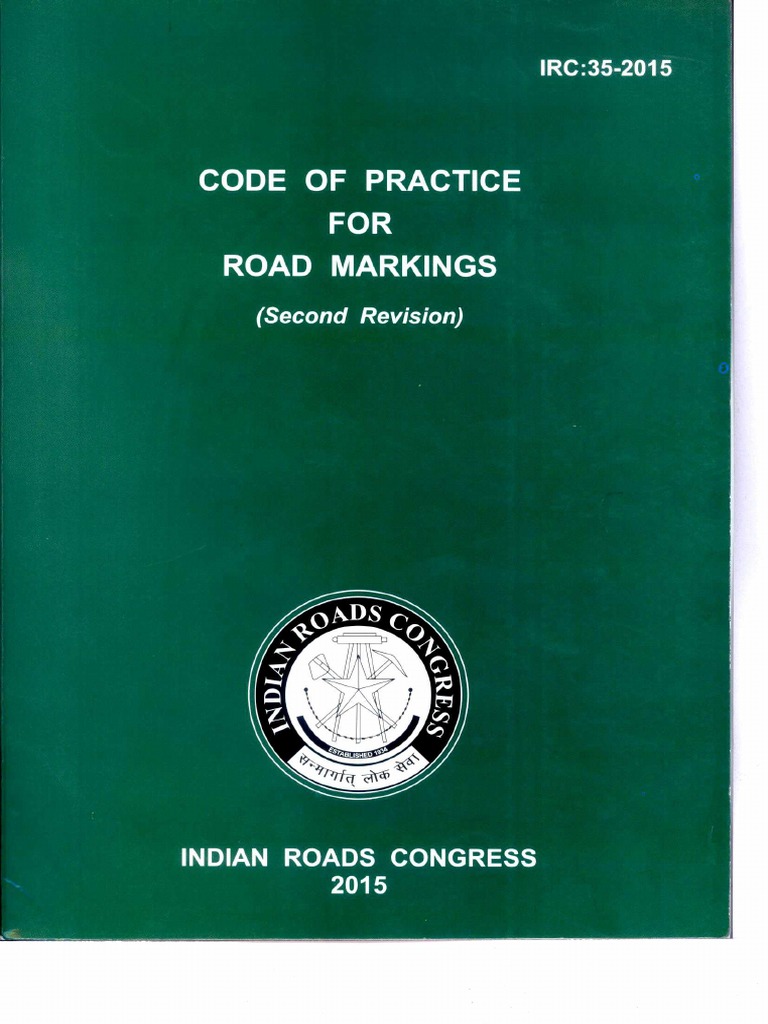 IRC:35-2015
CODE OF PRACTICE
FOR
ROAD MARKINGS
(Second Revision)
INDIAN ROADS CONGRESS
ESTABLISHED 1934
सन्मार्गात् लोक सेवा
INDIAN ROADS CONGRESS
2015